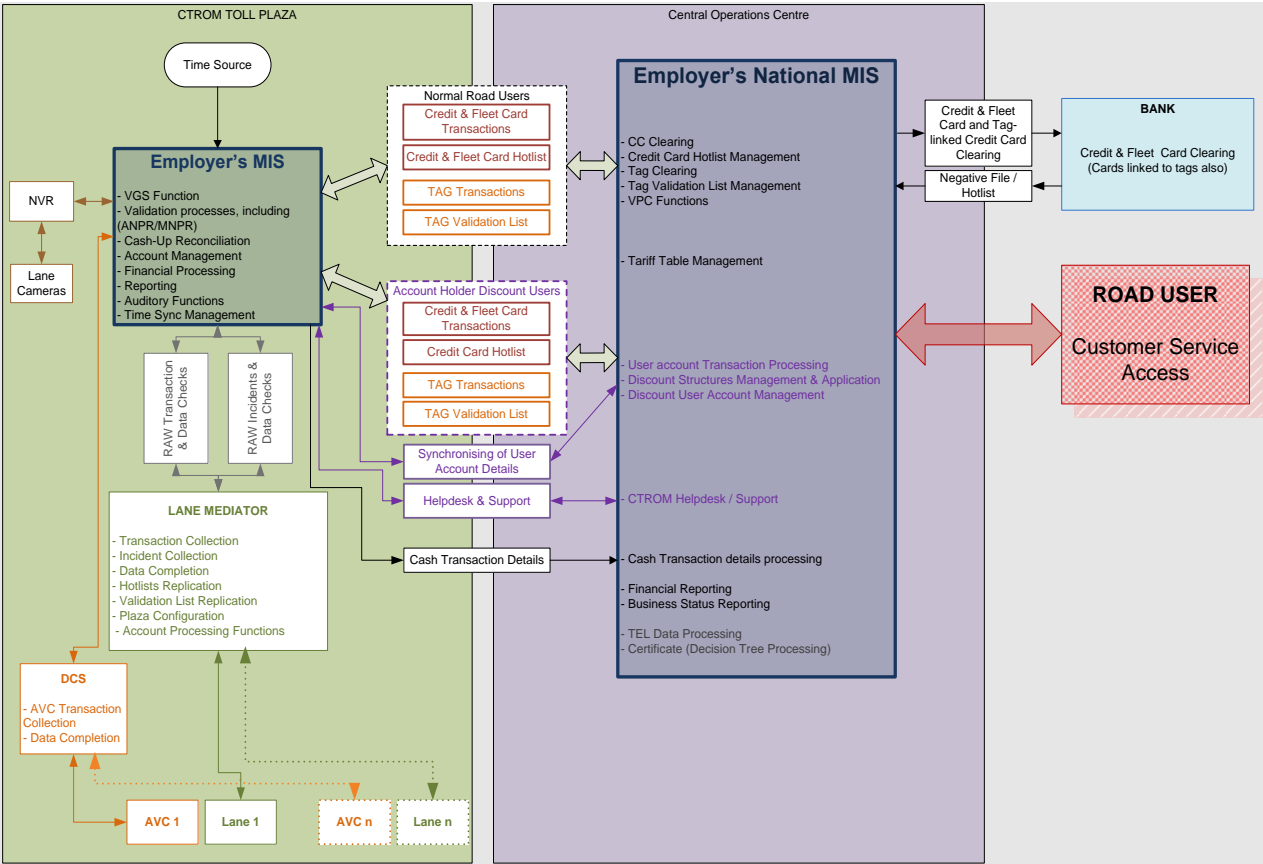 CTROM TOLL PLAZA
Time Source
Employer's MIS
- VGS Function
- Validation processes, including
(ANPR/MNPR)
- Cash-Up Reconciliation
- Account Management
- Financial Processing
- Reporting
- Auditory Functions
- Time Sync Management
NVR
Lane
Cameras
RAW Transaction
& Data Checks
RAW Incidents &
Data Checks
LANE MEDIATOR
- Transaction Collection
- Incident Collection
- Data Completion
- Hotlists Replication
- Validation List Replication
- Plaza Configuration
- Account Processing Functions
DCS
- AVC Transaction
Collection
- Data Completion
AVC 1
Lane 1
AVC n
Lane n
Normal Road Users
Credit & Fleet Card
Transactions
Credit & Fleet Card Hotlist
TAG Transactions
TAG Validation List
Account Holder Discount Users
Credit & Fleet Card
Transactions
Credit Card Hotlist
TAG Transactions
TAG Validation List
Synchronising of User
Account Details
Helpdesk & Support
Cash Transaction Details
Central Operations Centre
Employer's National MIS
- CC Clearing
- Credit Card Hotlist Management
- Tag Clearing
- Tag Validation List Management
- VPC Functions
- Tariff Table Management
- User account Transaction Processing
- Discount Structures Management & Application
- Discount User Account Management
- CTROM Helpdesk / Support
- Cash Transaction details processing
- Financial Reporting
- Business Status Reporting
- TEL Data Processing
- Certificate (Decision Tree Processing)
Credit & Fleet
Card and Tag-
linked Credit Card
Clearing
Negative File /
Hotlist
BANK
Credit & Fleet Card Clearing
(Cards linked to tags also)
ROAD USER
Customer Service
Access